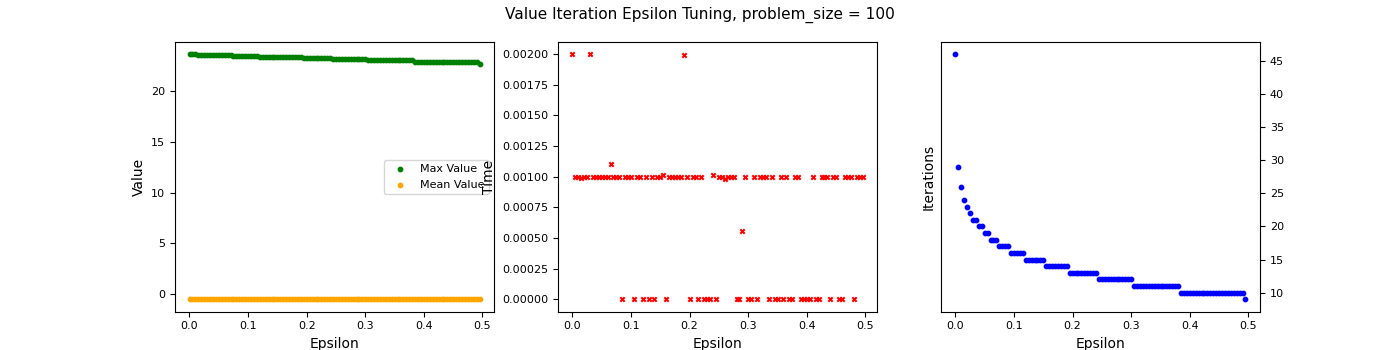 Value Iteration Epsilon Tuning, problem_size = 100
Value
20
15
10
5
0
0.0 0.1 0.2 0.3 0.4 0.5
Epsilon
Max Value
Mean Value
Time
0.00200
0.00175
0.00150
0.00125
0.00100
0.00075
0.00050
0.00025
0.00000
0.0 0.1 0.2 0.3 0.4 0.5
Epsilon
Iterations
45
40
35
30
25
20
15
10
0.0 0.1 0.2 0.3 0.4 0.5
Epsilon